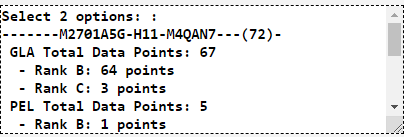 Select 2 options: :
-------M2701A5G-H11-M4QAN7---(72)-
GLA Total Data Points: 67
- Rank B: 64 points
- Rank C: 3 points
PEL Total Data Points: 5
- Rank B: 1 points